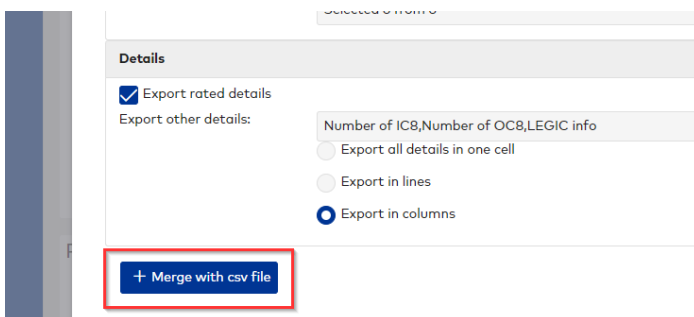 Details
Export rated details
Export other details:
Number of IC8,Number of OC8,LEGIC info
Export all details in one cell
Export in lines
Export in columns
+ Merge with csv file